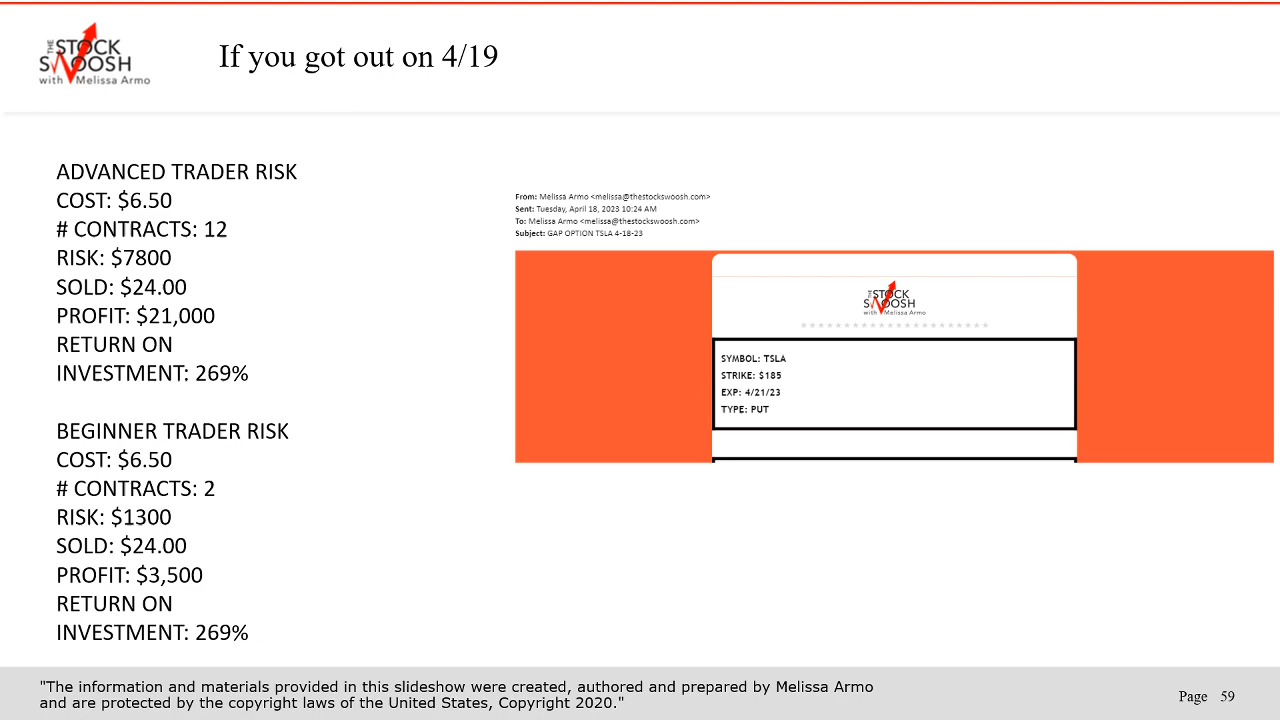 THE STOCK
SWOOSH
with Melissa Armo
If you got out on 4/19
ADVANCED TRADER RISK
COST: $6.50
# CONTRACTS: 12
RISK: $7800
SOLD: $24.00
PROFIT: $21,000
RETURN ON
INVESTMENT: 269%
BEGINNER TRADER RISK
COST: $6.50
# CONTRACTS: 2
RISK: $1300
SOLD: $24.00
PROFIT: $3,500
RETURN ON
INVESTMENT: 269%
From: Melissa Armo <melissa@thestockswoosh.com>
Sent: Tuesday, April 18, 2023 10:24 AM
To: Melissa Armo <melissa@thestockswoosh.com>
Subject: GAP OPTION TSLA 4-18-23
THE STOCK
SWOOSH
with Melissa Armo
SYMBOL: TSLA
STRIKE: $185
EXP: 4/21/23
TYPE: PUT
"The information and materials provided in this slideshow were created, authored and prepared by Melissa Armo
and are protected by the copyright laws of the United States, Copyright 2020."
Page 59